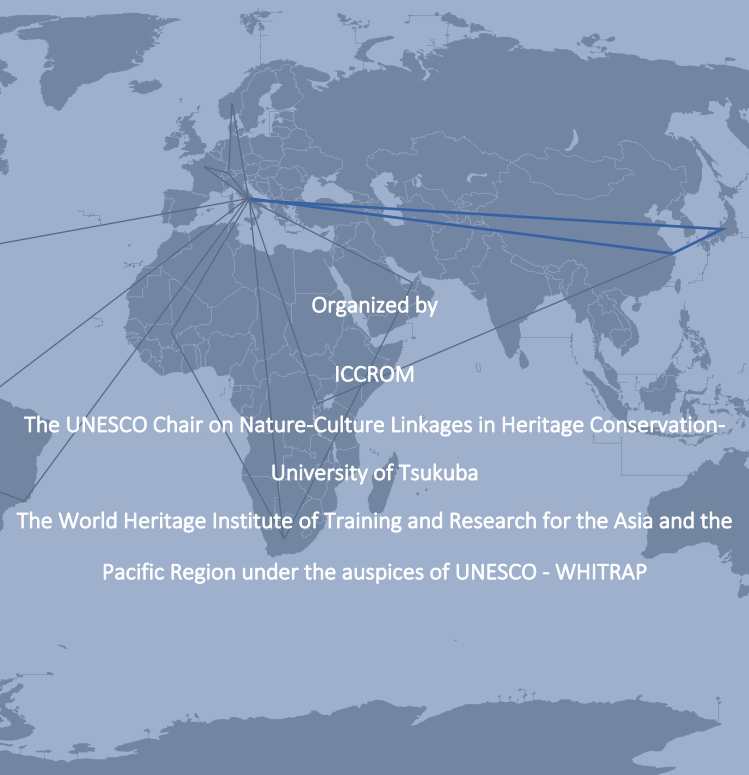 Organized by
ICCROM
The UNESCO Chair on Nature-Culture Linkages in Heritage Conservation-
University of Tsukuba
The World Heritage Institute of Training and Research for the Asia and the
Pacific Region under the auspices of UNESCO - WHITRAP